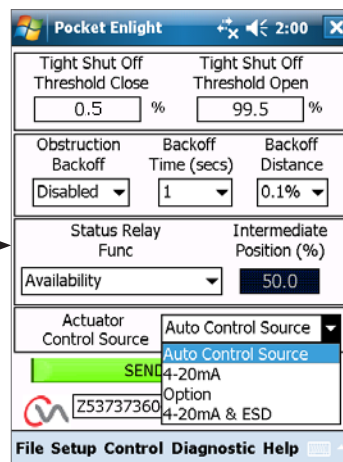 Pocket Enlight 2:00
Tight Shut Off Tight Shut Off
Threshold Close Threshold Open
0.5 % 99.5 %
Obstruction Backoff Backoff
Backoff Time (secs) Distance
Disabled 1 0.1%
Status Relay Intermediate
Func Position (%)
Availability 50.0
Actuator
Control Source Auto Control Source
Auto Control Source
SEND
4-20mA
Option
Z53737360
4-20mA & ESD
File Setup Control Diagnostic Help